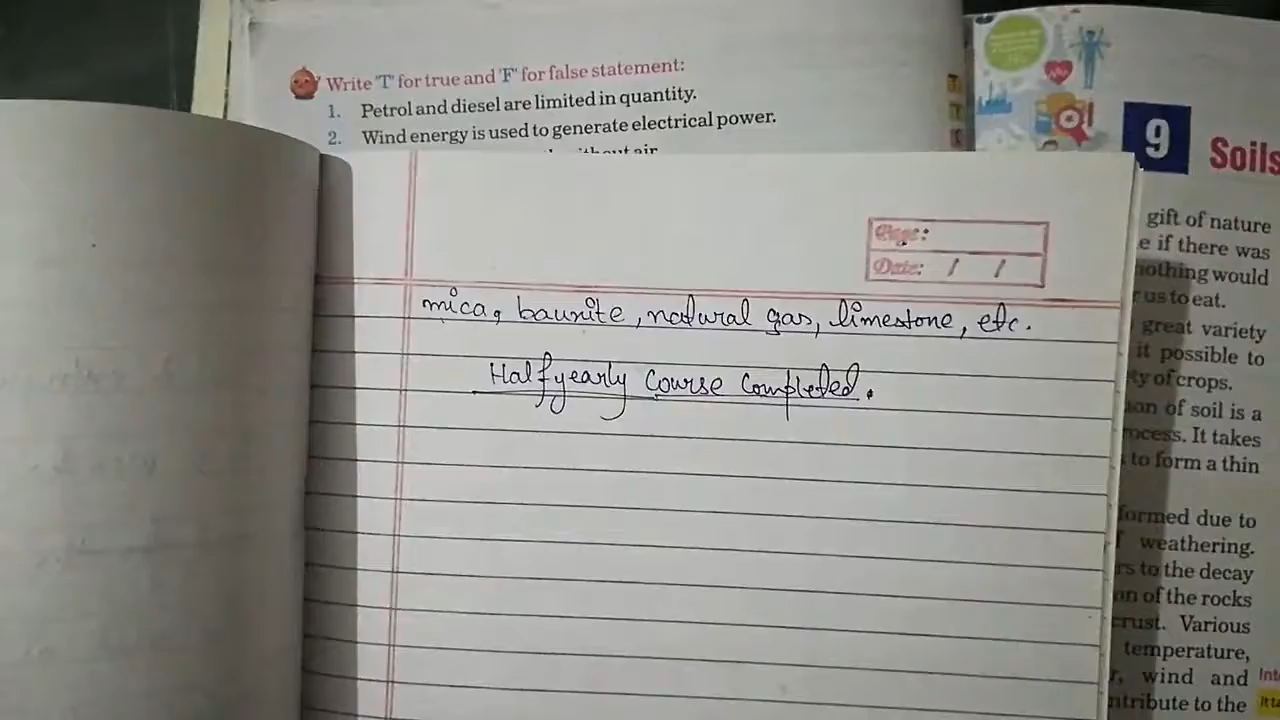 Write 'T' for true and 'F' for false statement:
1. Petrol and diesel are limited in quantity.
2. Wind energy is used to generate electrical power.
air
Page:
Date: / /
mica, bauxite, natural gas, limestone, etc.
Half yearly Course Completed.
9 Soils
gift of nature
e if there was
nothing would
us to eat.
great variety
it possible to
ty of crops.
of soil is a
ocess. It takes
to form a thin
formed due to
weathering.
rs to the decay
of the rocks
crust. Various
temperature,
wind and
ntribute to the